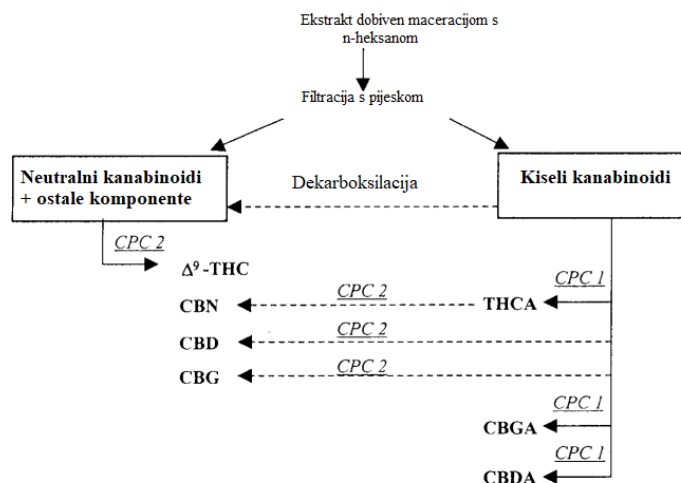 Ekstrakt dobiven maceracijom s
n-heksanom
Filtracija s pijeskom
Neutralni kanabinoidi
+ ostale komponente
Dekarboksilacija
Kiseli kanabinoidi
CPC 2
Δ⁹-THC
CPC 1
CBN
CPC 2
THCA
CBD
CPC 2
CBG
CPC 2
CPC 1
CBGA
CPC 1
CBDA